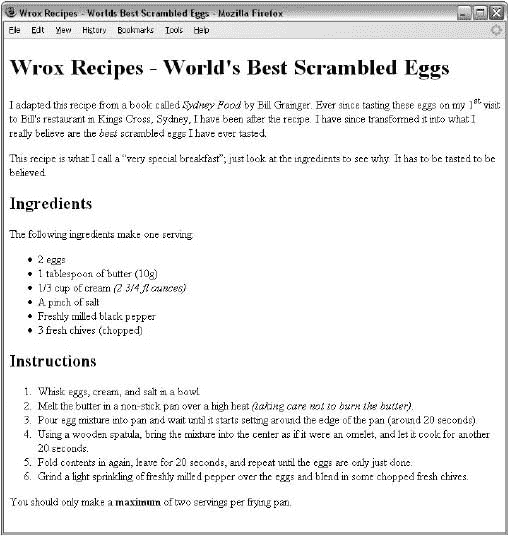 Wrox Recipes - Worlds Best Scrambled Eggs - Mozilla Firefox
File Edit View History Bookmarks Tools Help
Wrox Recipes - World's Best Scrambled Eggs
I adapted this recipe from a book called Sydney Food by Bill Grainger. Ever since tasting these eggs on my 1st visit
to Bill's restaurant in Kings Cross, Sydney, I have been after the recipe. I have since transformed it into what I
really believe are the best scrambled eggs I have ever tasted.
This recipe is what I call a “very special breakfast”; just look at the ingredients to see why. It has to be tasted to be
believed.
Ingredients
The following ingredients make one serving:
• 2 eggs
• 1 tablespoon of butter (10g)
• 1/3 cup of cream (2 3/4 fl ounces)
• A pinch of salt
• Freshly milled black pepper
• 3 fresh chives (chopped)
Instructions
1. Whisk eggs, cream, and salt in a bowl.
2. Melt the butter in a non-stick pan over a high heat (taking care not to burn the butter).
3. Pour egg mixture into pan and wait until it starts setting around the edge of the pan (around 20 seconds).
4. Using a wooden spatula, bring the mixture into the center as if it were an omelet, and let it cook for another
20 seconds.
5. Fold contents in again, leave for 20 seconds, and repeat until the eggs are only just done.
6. Grind a light sprinkling of freshly milled pepper over the eggs and blend in some chopped fresh chives.
You should only make a maximum of two servings per frying pan.